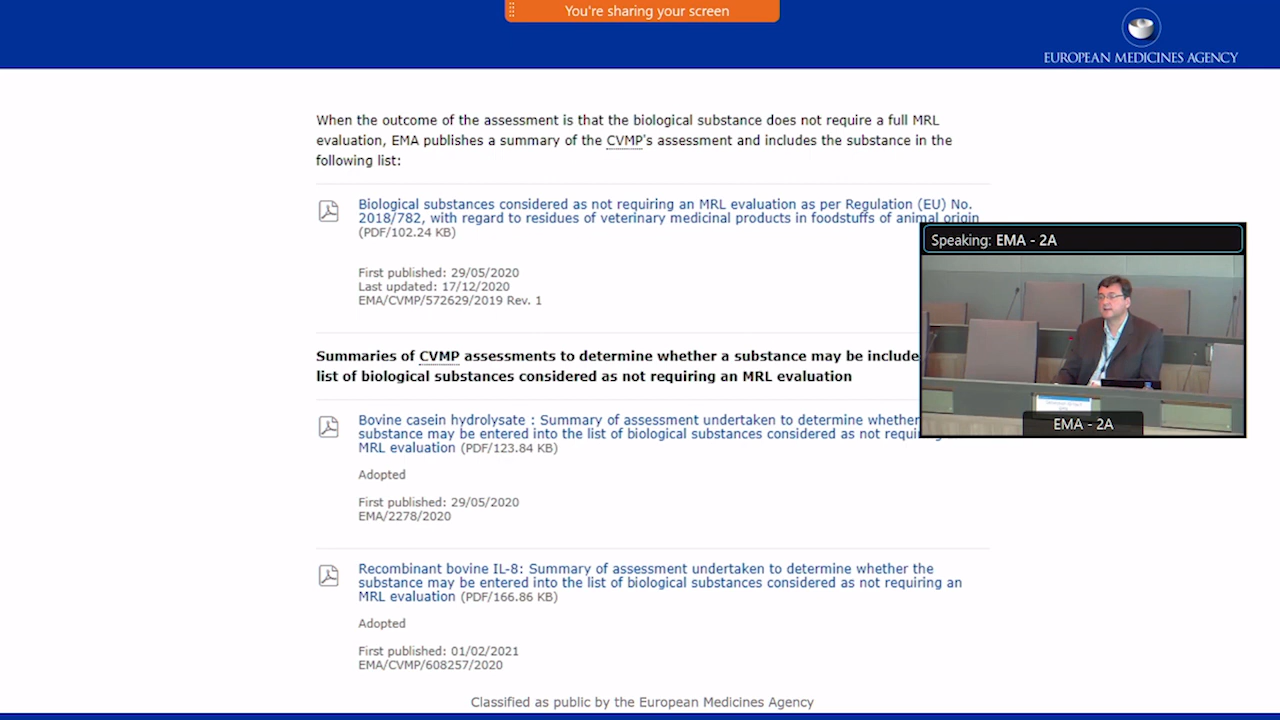 You're sharing your screen
EUROPEAN MEDICINES AGENCY
When the outcome of the assessment is that the biological substance does not require a full MRL
evaluation, EMA publishes a summary of the CVMP's assessment and includes the substance in the
following list:
Biological substances considered as not requiring an MRL evaluation as per Regulation (EU) No.
2018/782, with regard to residues of veterinary medicinal products in foodstuffs of animal origin
(PDF/102.24 KB)
First published: 29/05/2020
Last updated: 17/12/2020
EMA/CVMP/572629/2019 Rev. 1
Speaking: EMA - 2A
EMA - 2A
Summaries of CVMP assessments to determine whether a substance may be include
list of biological substances considered as not requiring an MRL evaluation
Bovine casein hydrolysate : Summary of assessment undertaken to determine whether
substance may be entered into the list of biological substances considered as not requiring
MRL evaluation (PDF/123.84 KB)
Adopted
First published: 29/05/2020
EMA/2278/2020
Recombinant bovine IL-8: Summary of assessment undertaken to determine whether the
substance may be entered into the list of biological substances considered as not requiring an
MRL evaluation (PDF/166.86 KB)
Adopted
First published: 01/02/2021
EMA/CVMP/608257/2020
Classified as public by the European Medicines Agency